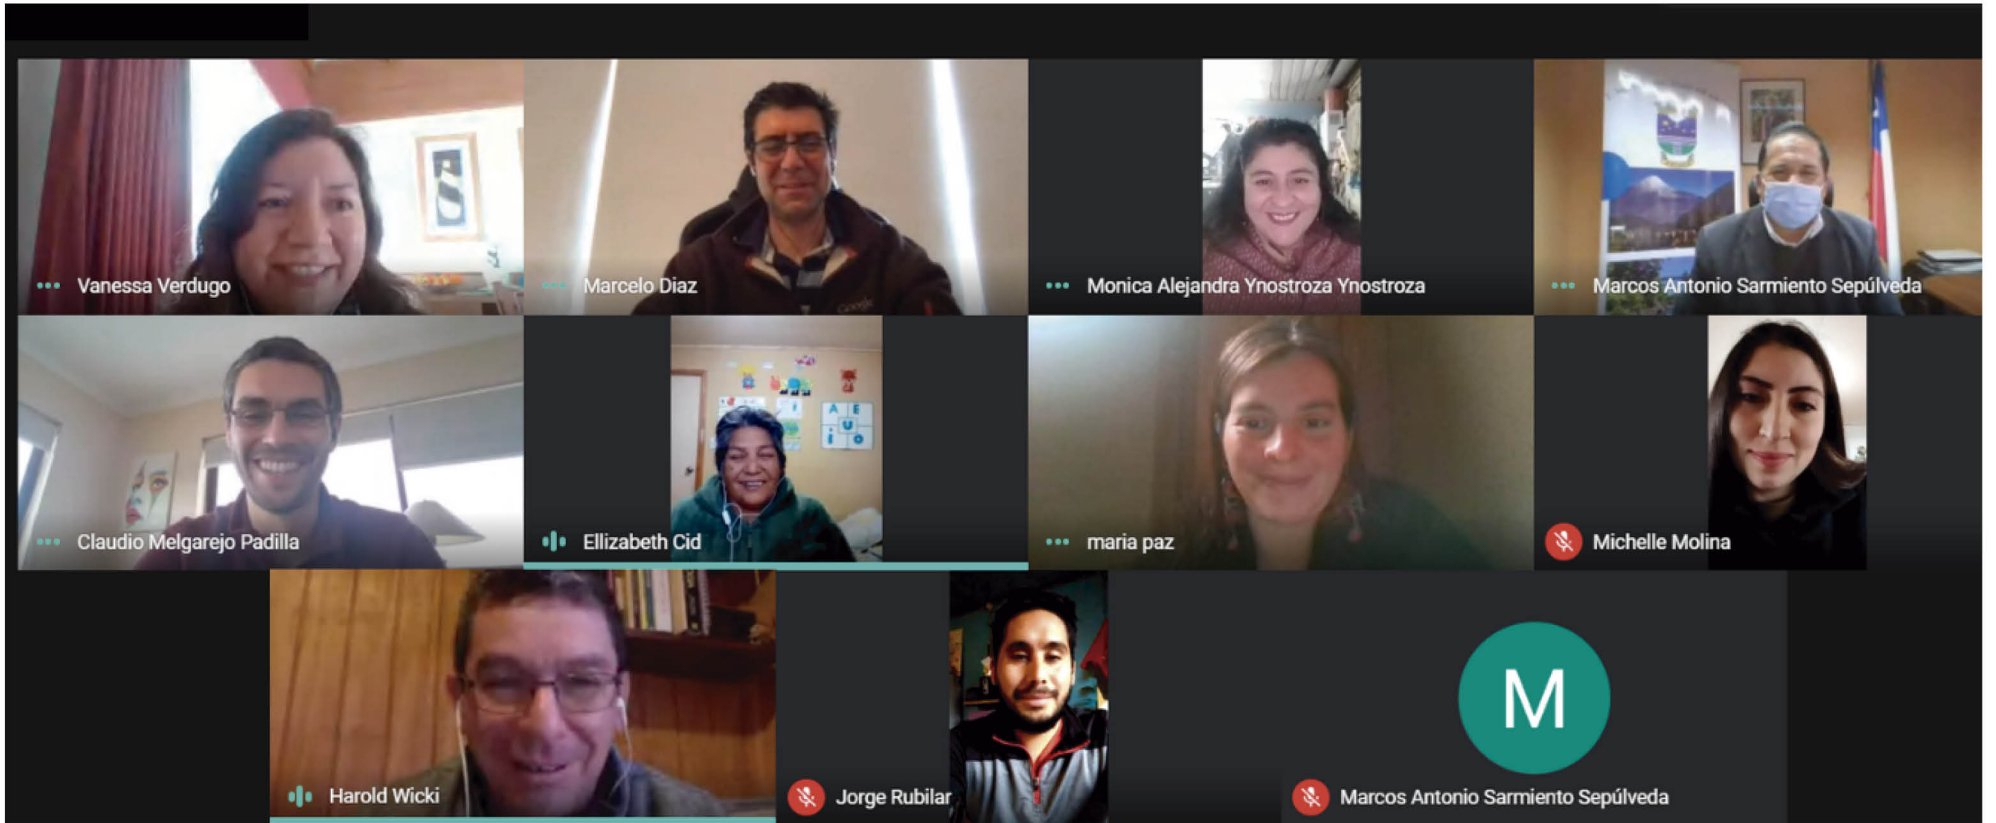 Vanessa Verdugo
Google
Marcelo Diaz
Monica Alejandra Ynostroza Ynostroza
Marcos Antonio Sarmiento Sepúlveda
Claudio Melgarejo Padilla
A E
U
i o
Ellizabeth Cid
maria paz
Michelle Molina
Harold Wicki
Jorge Rubilar
M
Marcos Antonio Sarmiento Sepúlveda